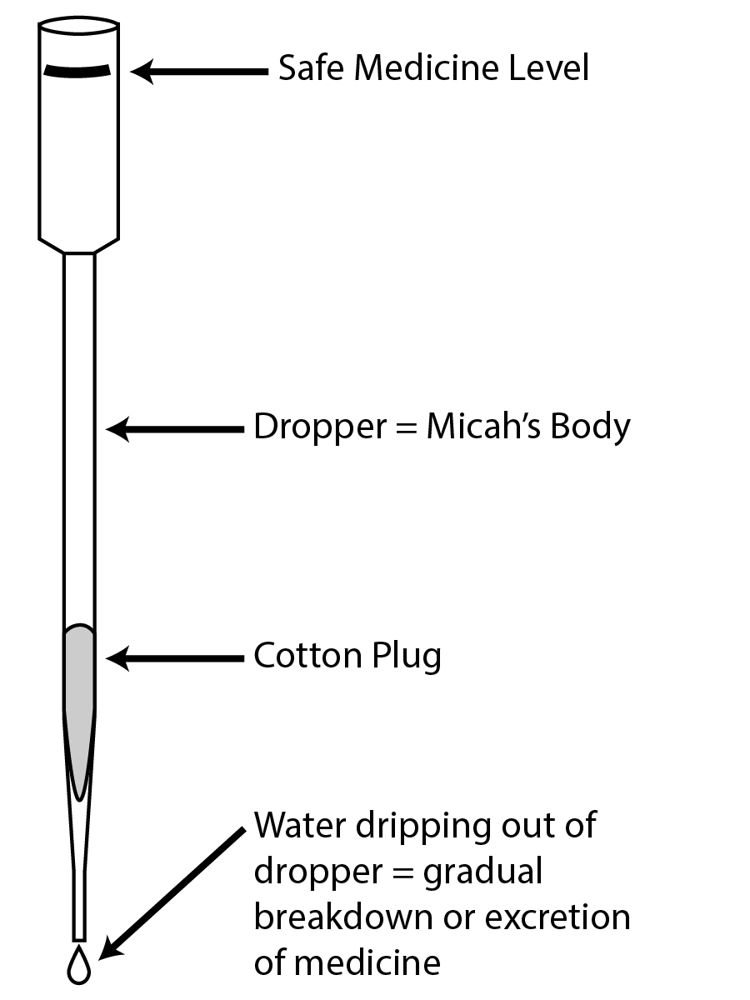 Safe Medicine Level
Dropper = Micah’s Body
Cotton Plug
Water dripping out of
dropper = gradual
breakdown or excretion
of medicine